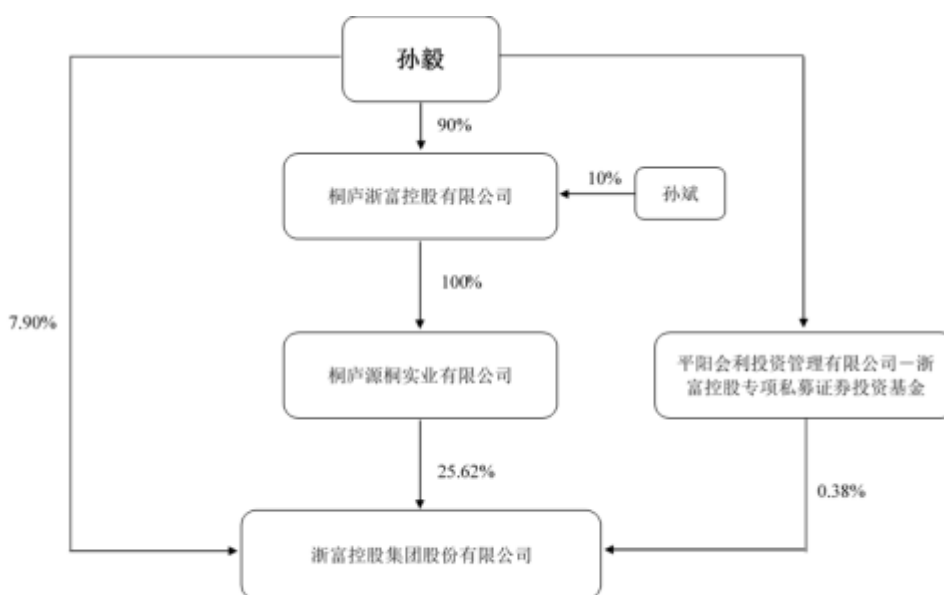 孙毅
90%
桐庐浙富控股有限公司
10%
孙斌
100%
7.90%
桐庐源桐实业有限公司
平阳会利投资管理有限公司－浙
富控股专项私募证券投资基金
25.62%
0.38%
浙富控股集团股份有限公司